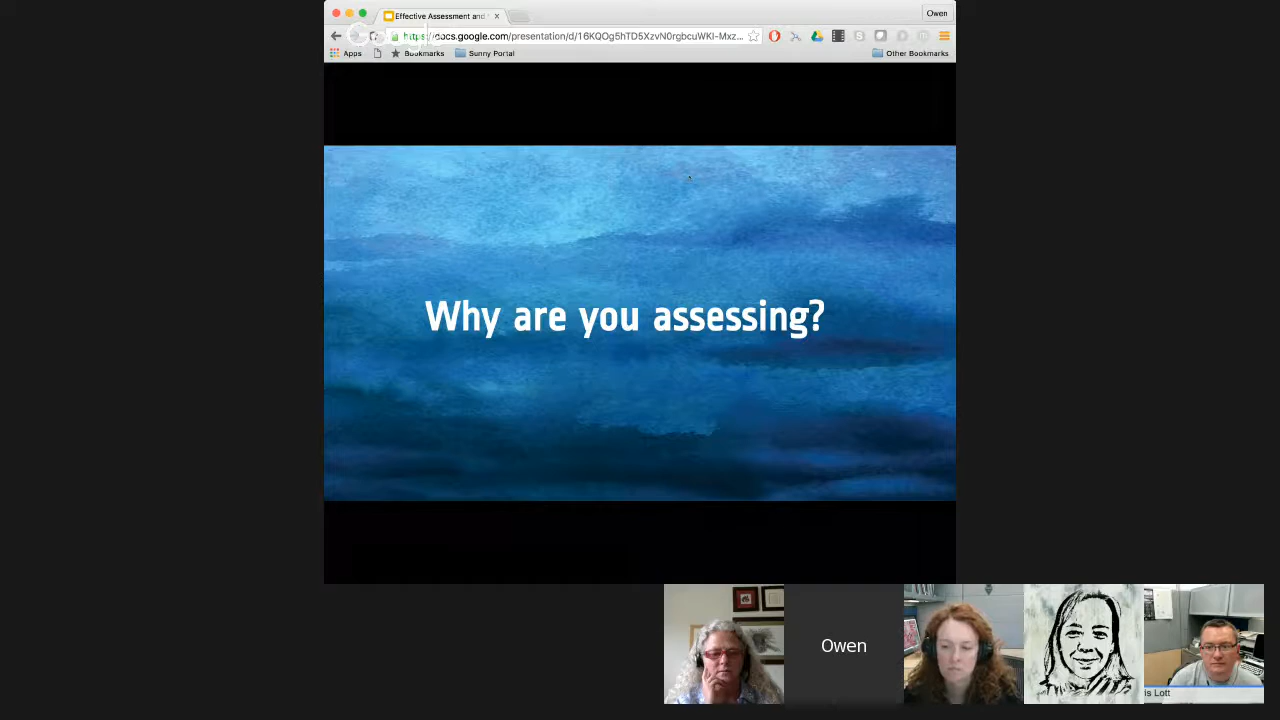 Effective Assessment and
Owen
https://docs.google.com/presentation/d/16KQOg5hTD5XzvN0rgbcuWKI-Mxz...
Apps
Bookmarks
Sunny Portal
Other Bookmarks
Why are you assessing?
Owen
is Lott